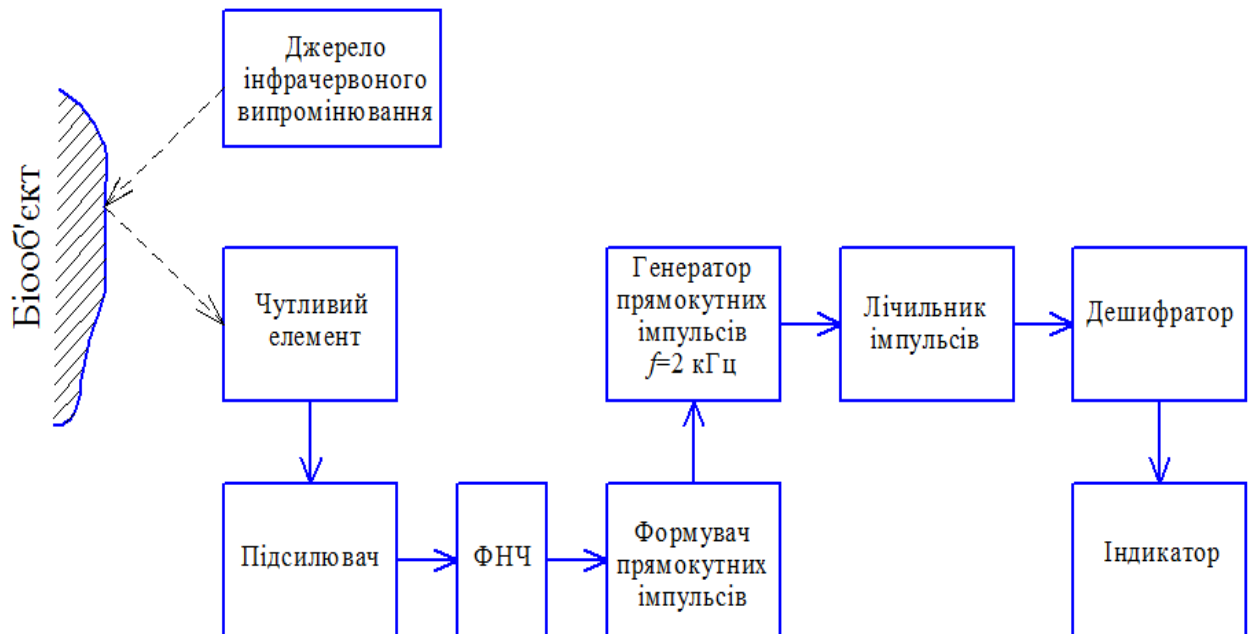 Джерело
інфрачервоного
випромінювання
Біооб'єкт
Чутливий
елемент
Генератор
прямокутних
імпульсів
f=2 кГц
Лічильник
імпульсів
Дешифратор
Підсилювач
ФНЧ
Формувач
прямокутних
імпульсів
Індикатор